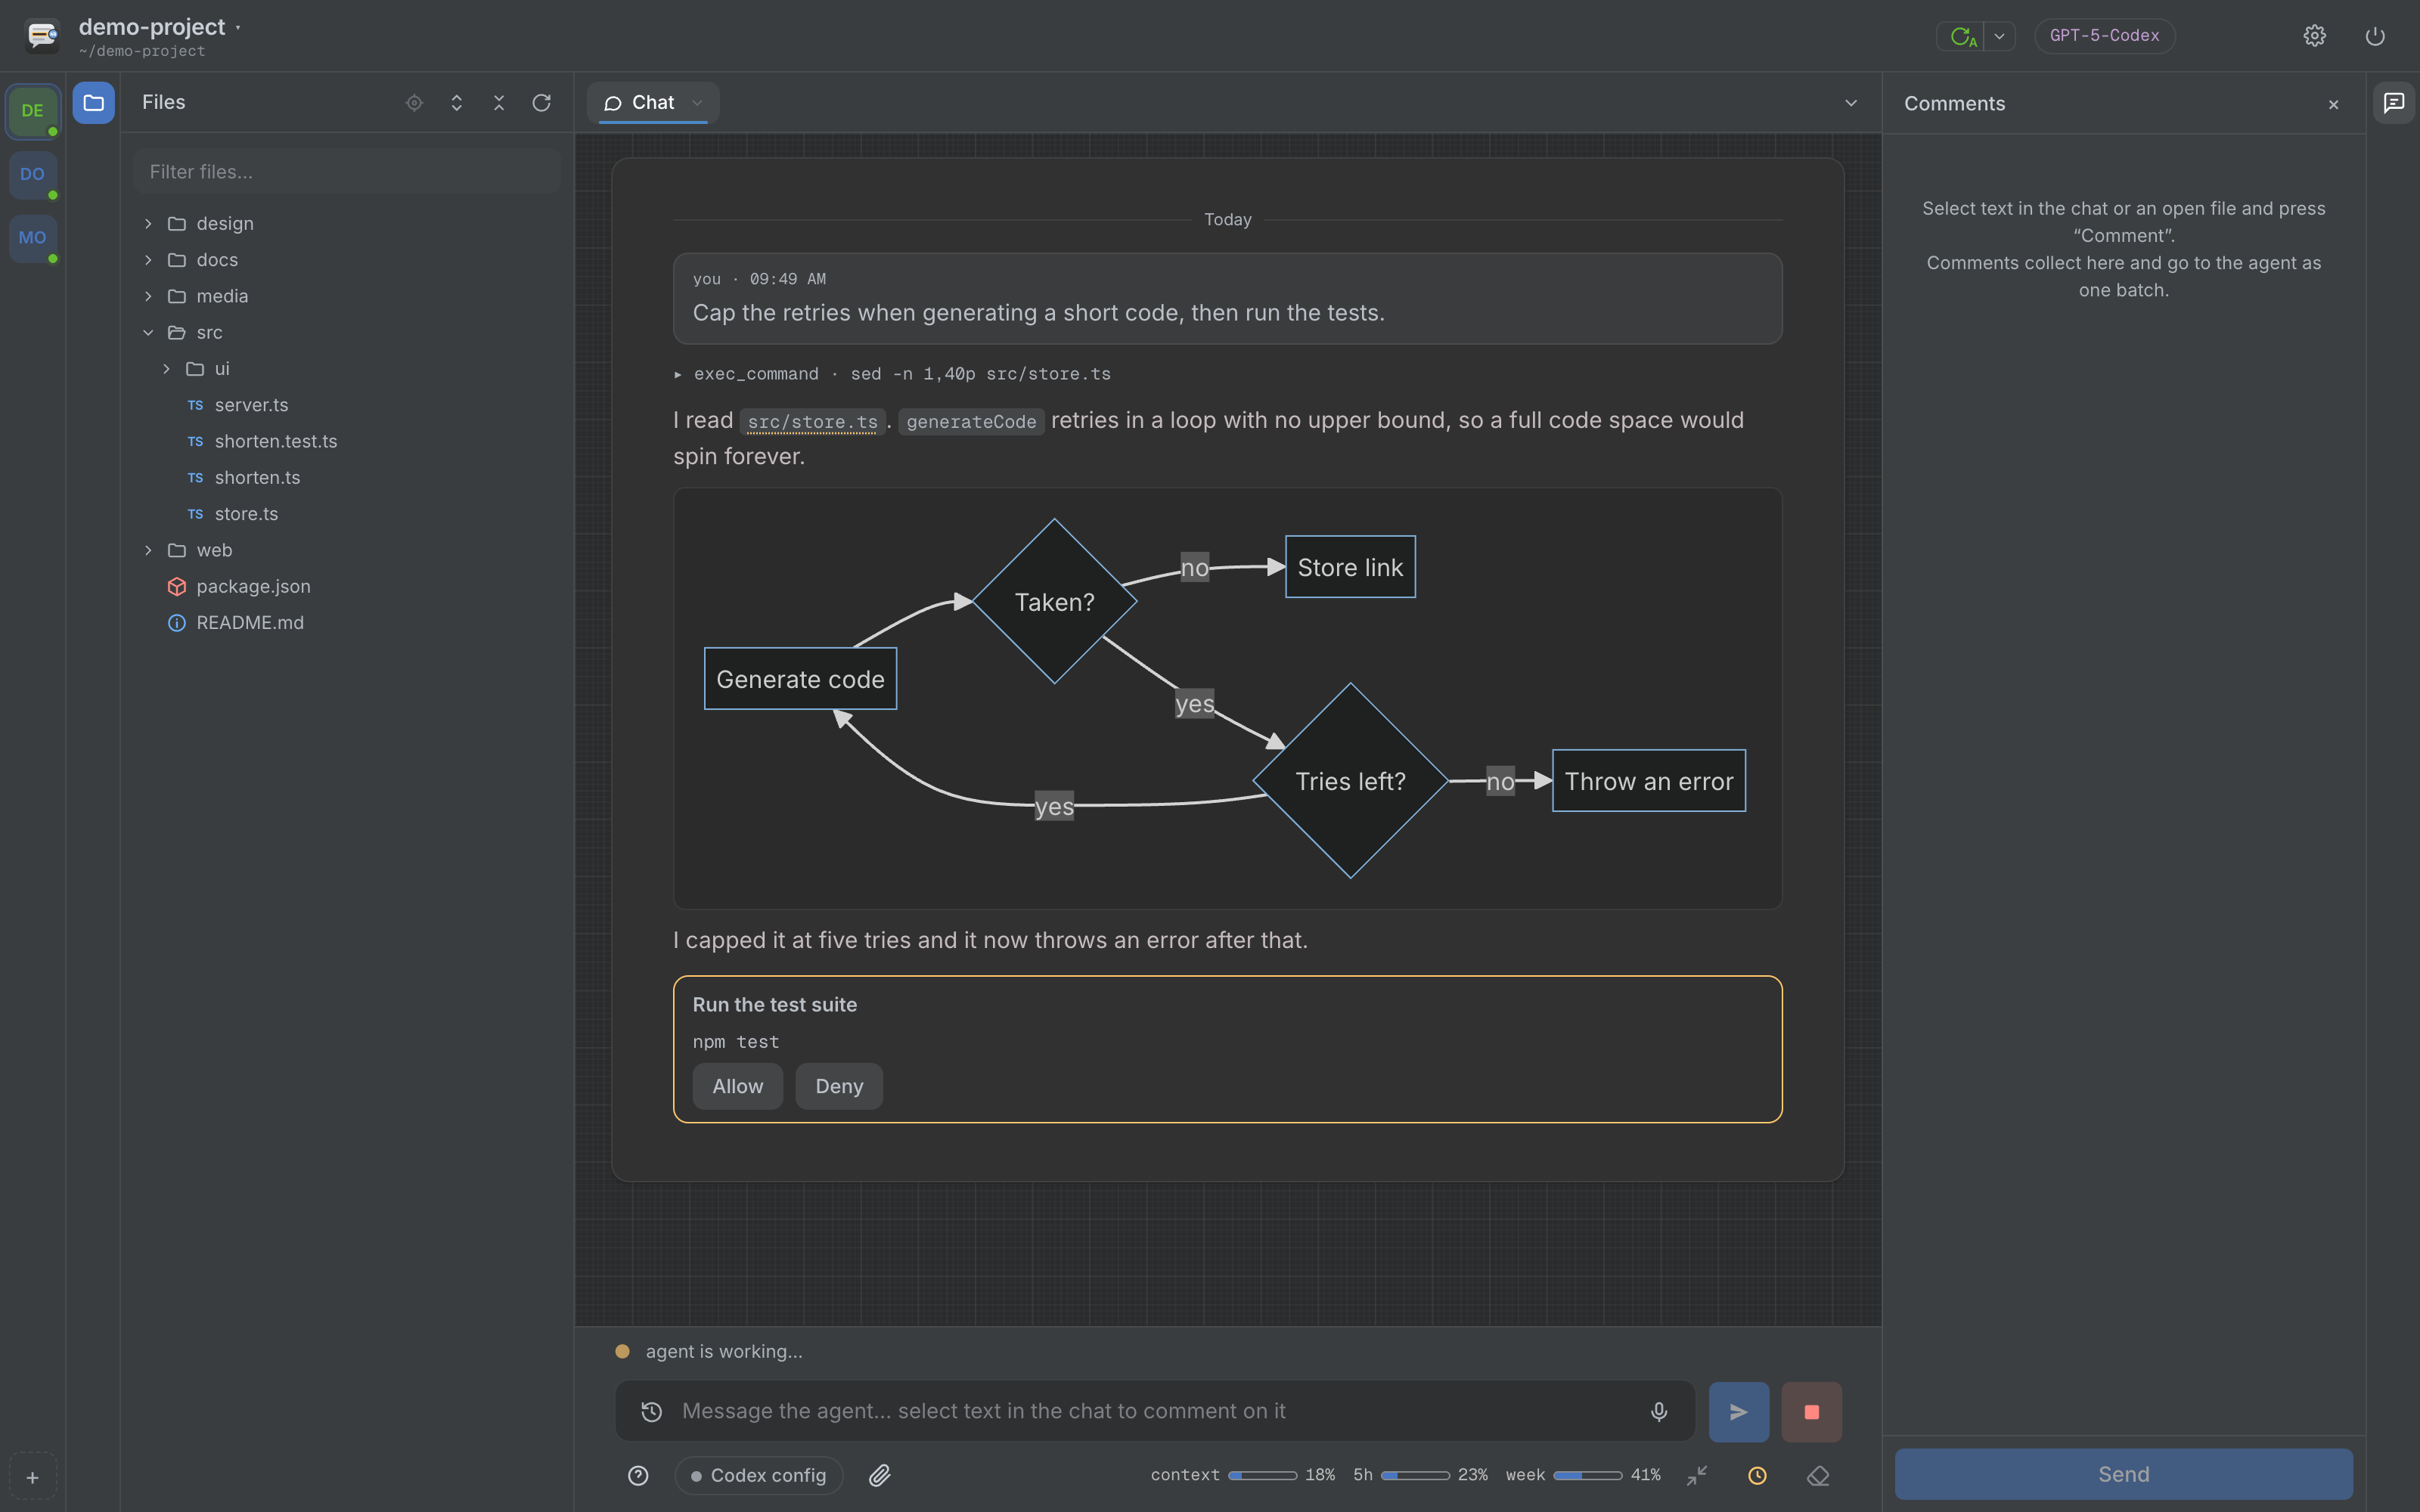 demo-project
~/demo-project
A
GPT-5-Codex
DE
DO
MO
Files
Filter files...
design
docs
media
src
ui
TS server.ts
TS shorten.test.ts
TS shorten.ts
TS store.ts
web
package.json
README.md
Chat
Today
you · 09:49 AM
Cap the retries when generating a short code, then run the tests.
exec_command · sed -n 1,40p src/store.ts
I read src/store.ts. generateCode retries in a loop with no upper bound, so a full code space would
spin forever.
no
Store link
Taken?
Generate code
yes
Tries left?
no
Throw an error
yes
I capped it at five tries and it now throws an error after that.
Run the test suite
npm test
Allow
Deny
agent is working...
Message the agent... select text in the chat to comment on it
Codex config
context 18% 5h 23% week 41%
Comments
Select text in the chat or an open file and press
“Comment”.
Comments collect here and go to the agent as
one batch.
Send